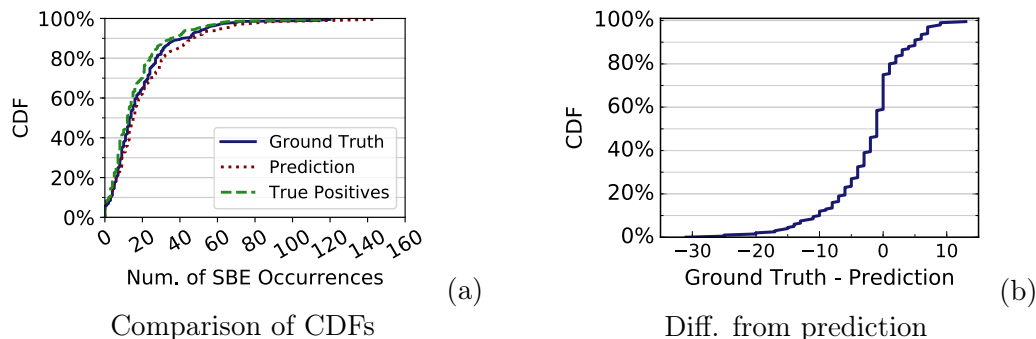 100%
80%
60%
40%
20%
0%
CDF
Ground Truth
Prediction
True Positives
0
20
40
60
80
100
120
140
160
Num. of SBE Occurrences
(a)
Comparison of CDFs
100%
80%
60%
40%
20%
0%
CDF
−30
−20
−10
0
10
Ground Truth - Prediction
(b)
Diff. from prediction